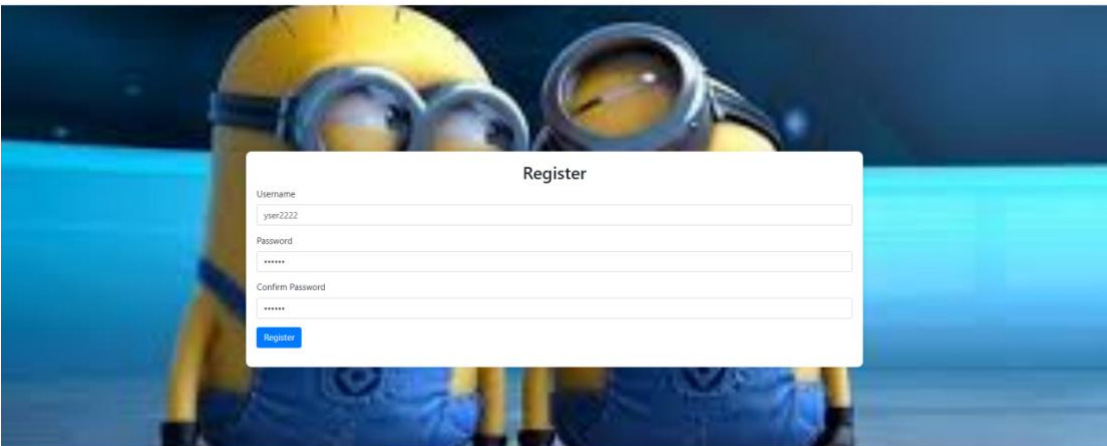 Register
Username
yser2222
Password
••••••
Confirm Password
••••••
Register